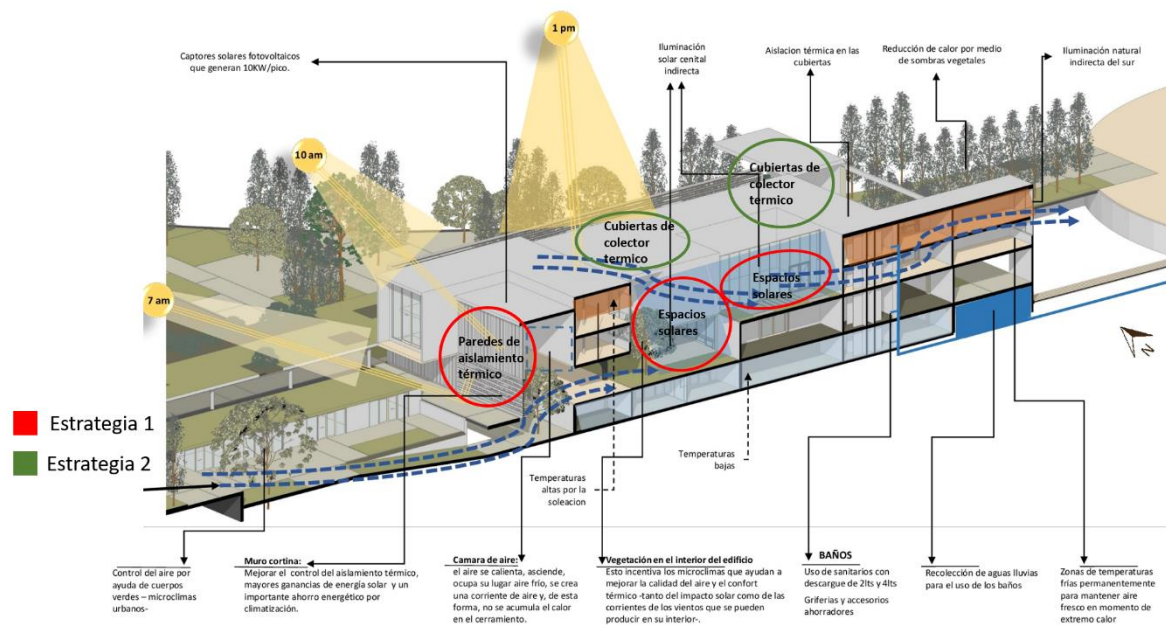 1 pm
Captores solares fotovoltaicos
que generan 10KW/pico.
Iluminación
solar cenital
indirecta
Aislacion térmica en las
cubiertas
Reducción de calor por medio
de sombras vegetales
Iluminación natural
indirecta del sur
10 am
Cubiertas de
colector
térmico
Cubiertas de
colector
termico
7 am
Espacios
solares
Espacios
solares
Paredes de
aislamiento
térmico
N
Estrategia 1
Estrategia 2
Temperaturas
altas por la
soleacion
Temperaturas
bajas
Control del aire por
ayuda de cuerpos
verdes – microclimas
urbanos-
Muro cortina:
Mejorar el control del aislamiento térmico,
mayores ganancias de energía solar y un
importante ahorro energético por
climatización.
Camara de aire:
el aire se calienta, asciende,
ocupa su lugar aire frío, se crea
una corriente de aire y, de esta
forma, no se acumula el calor
en el cerramiento.
Vegetación en el interior del edificio
Esto incentiva los microclimas que ayudan a
mejorar la calidad del aire y el confort
térmico -tanto del impacto solar como de las
corrientes de los vientos que se pueden
producir en su interior-.
BAÑOS
Uso de sanitarios con
descargue de 2lts y 4lts
Griferias y accesorios
ahorradores
Recolección de aguas lluvias
para el uso de los baños
Zonas de temperaturas
frías permanentemente
para mantener aire
fresco en momento de
extremo calor